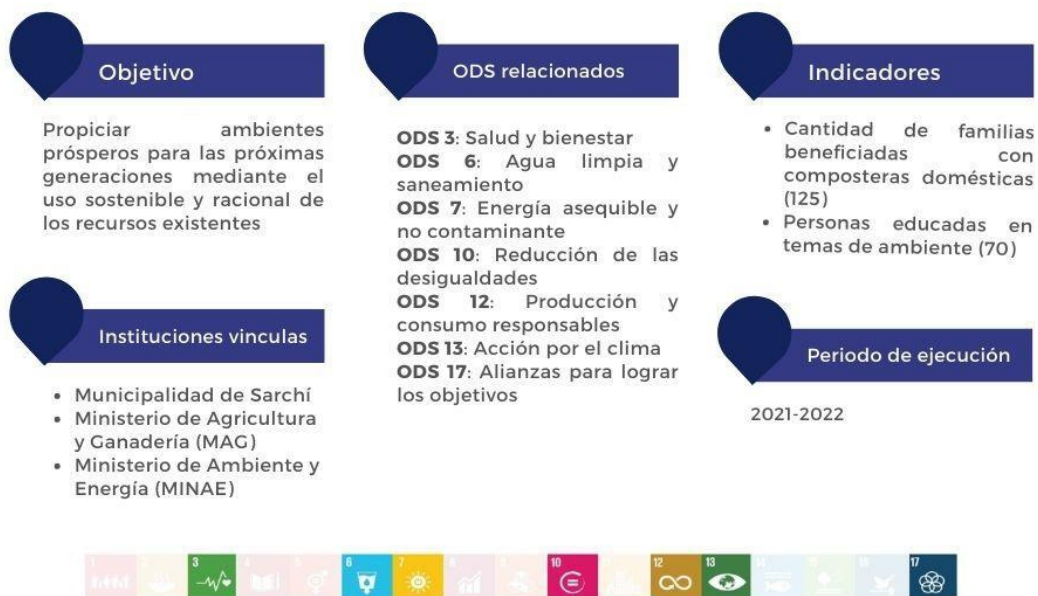 Objetivo
Propiciar ambientes
prósperos para las próximas
generaciones mediante el
uso sostenible y racional de
los recursos existentes
Instituciones vinculas
• Municipalidad de Sarchí
• Ministerio de Agricultura
y Ganadería (MAG)
• Ministerio de Ambiente y
Energía (MINAE)
ODS relacionados
ODS 3: Salud y bienestar
ODS 6: Agua limpia y
saneamiento
ODS 7: Energía asequible y
no contaminante
ODS 10: Reducción de las
desigualdades
ODS 12: Producción y
consumo responsables
ODS 13: Acción por el clima
ODS 17: Alianzas para lograr
los objetivos
Indicadores
• Cantidad de familias
beneficiadas con
composteras domésticas
(125)
• Personas educadas en
temas de ambiente (70)
Periodo de ejecución
2021-2022
3 6 7 10 12 13 17